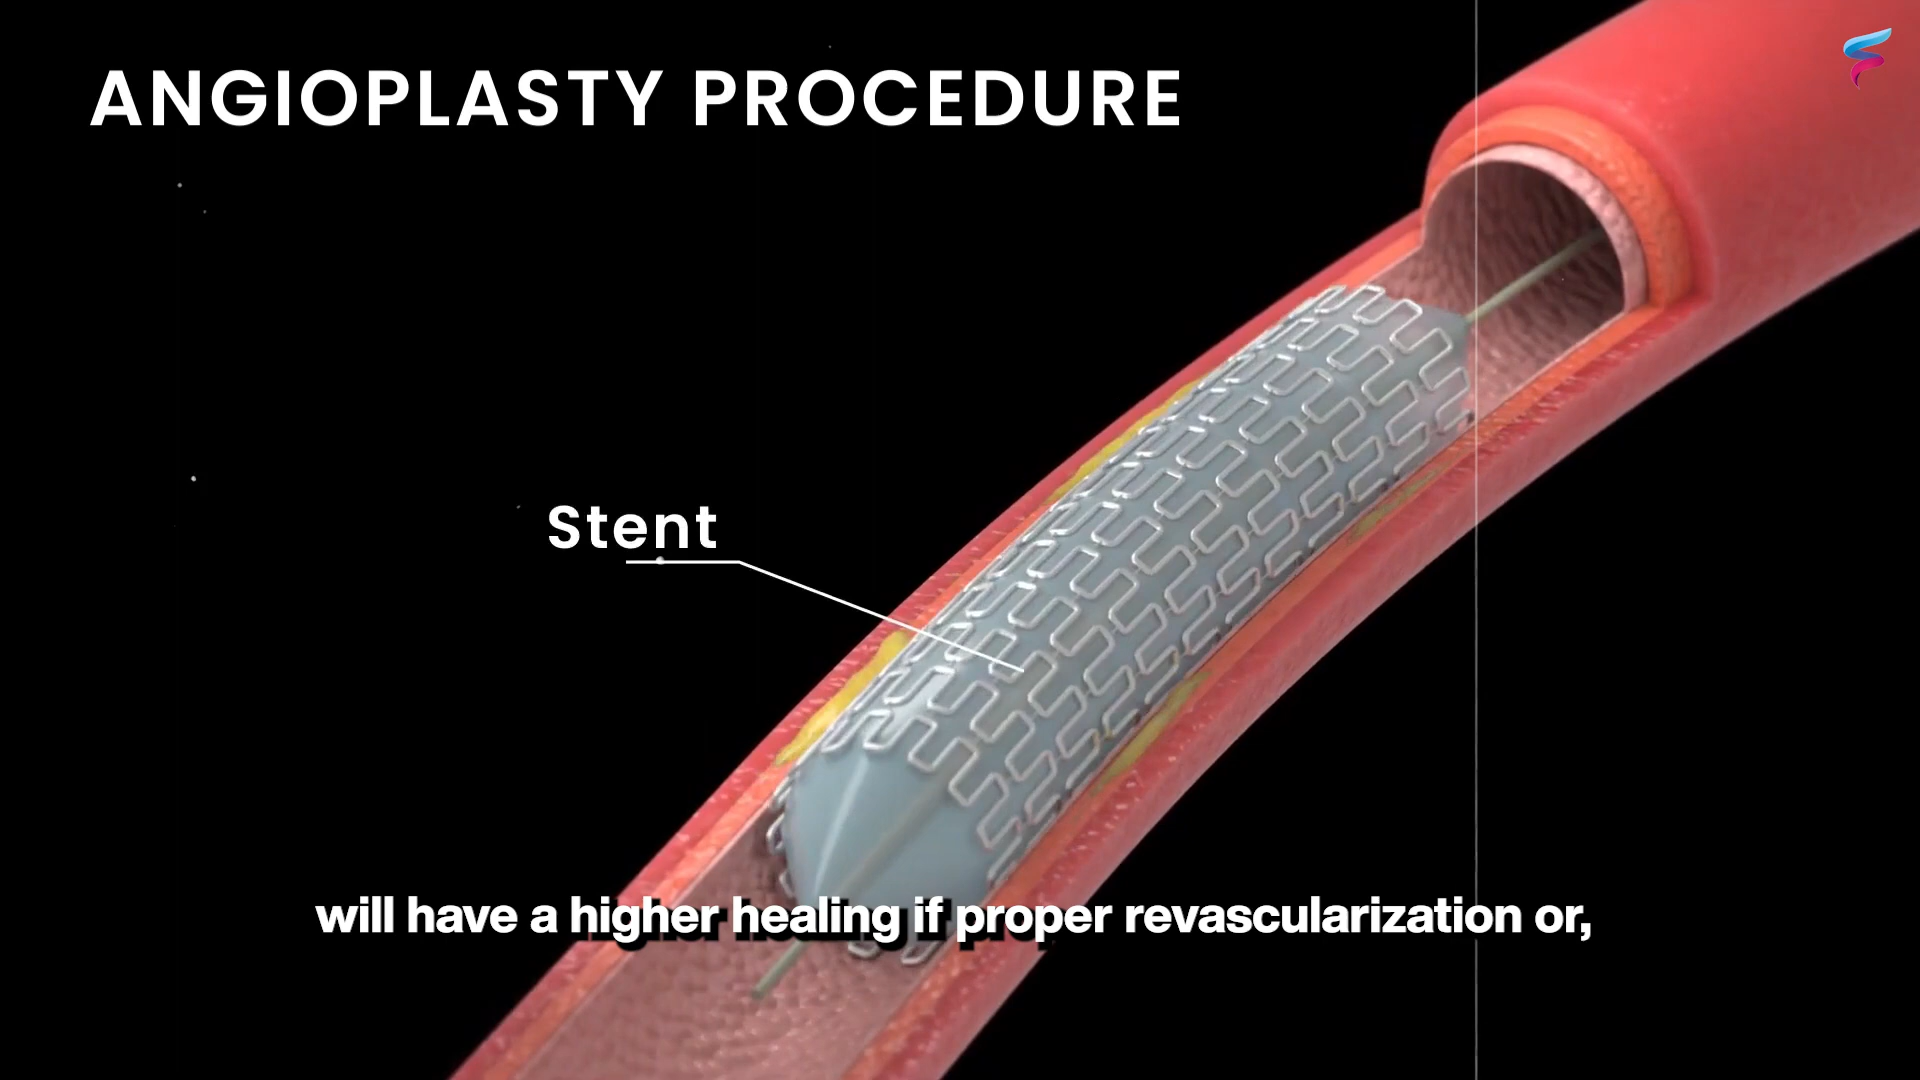 ANGIOPLASTY PROCEDURE
Stent
will have a higher healing if proper revascularization or,